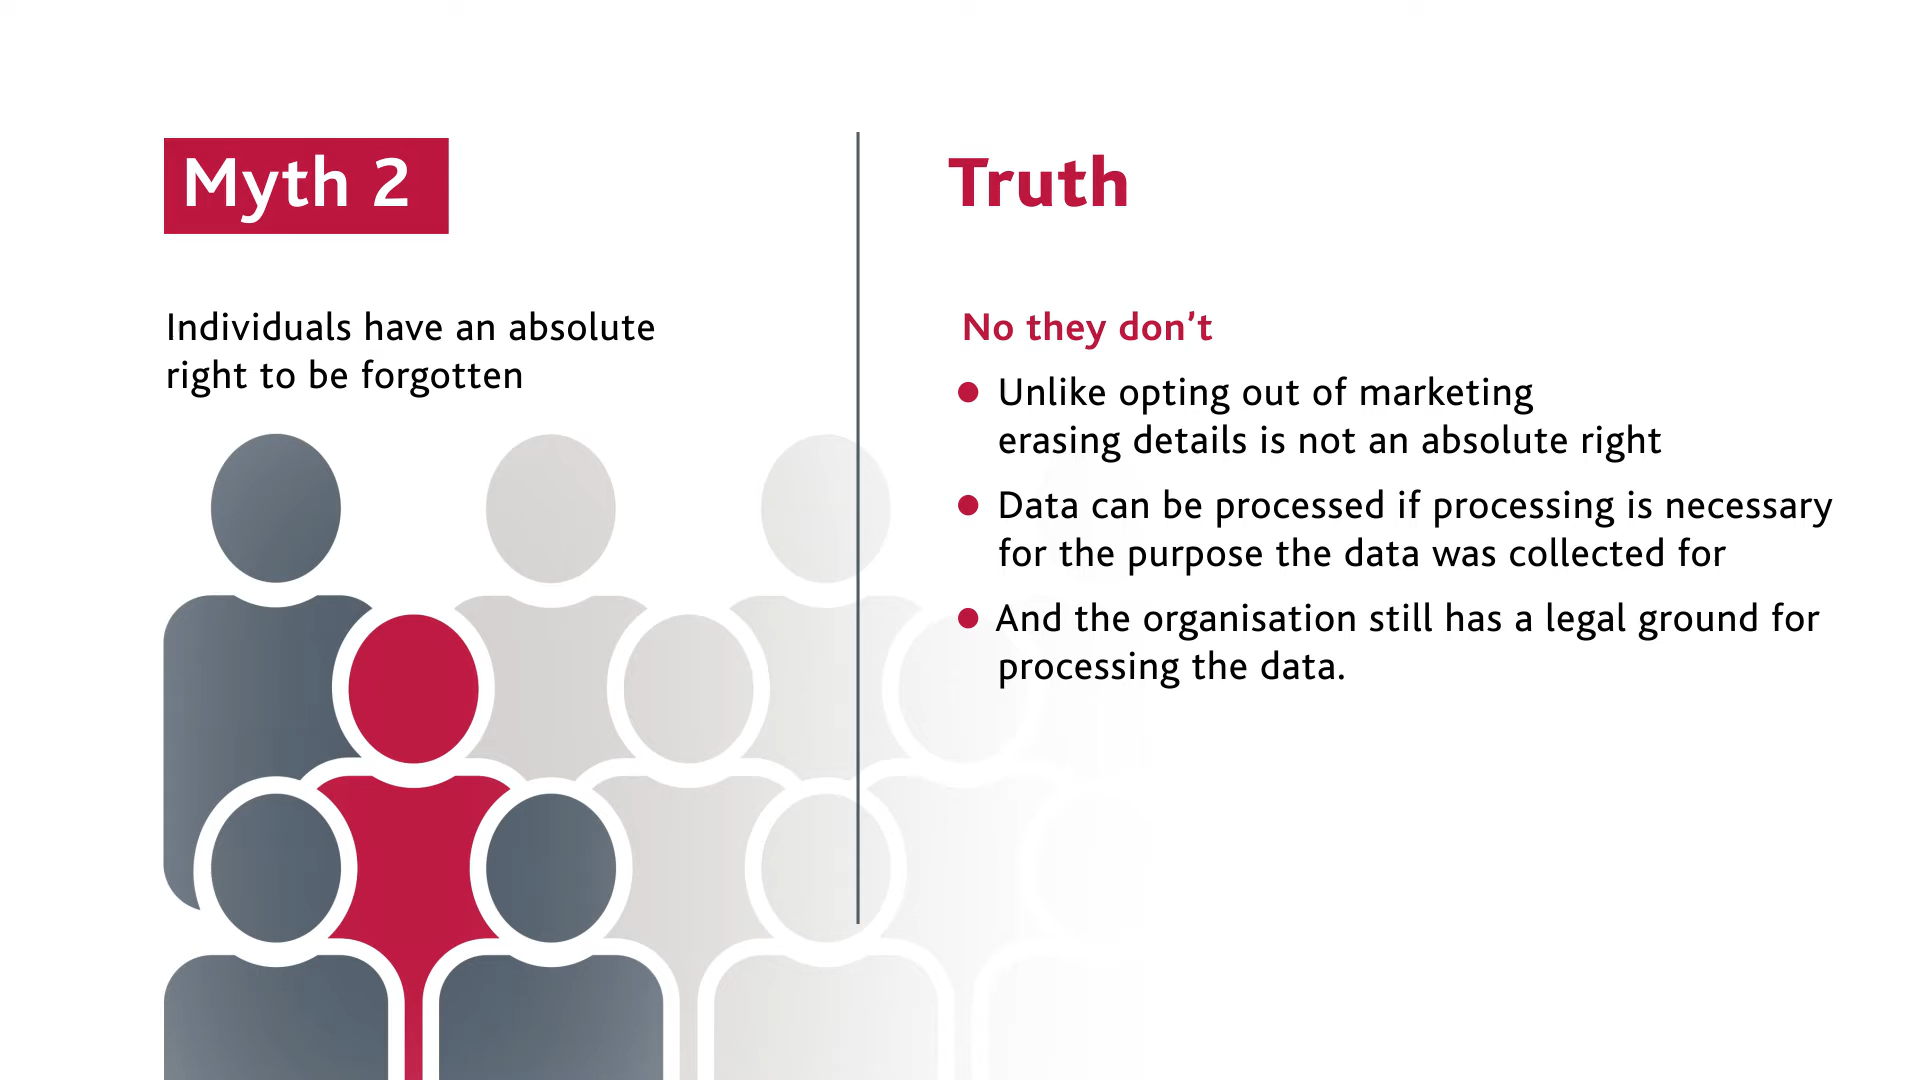 Myth 2
Individuals have an absolute
right to be forgotten
Truth
No they don't
• Unlike opting out of marketing
erasing details is not an absolute right
• Data can be processed if processing is necessary
for the purpose the data was collected for
• And the organisation still has a legal ground for
processing the data.